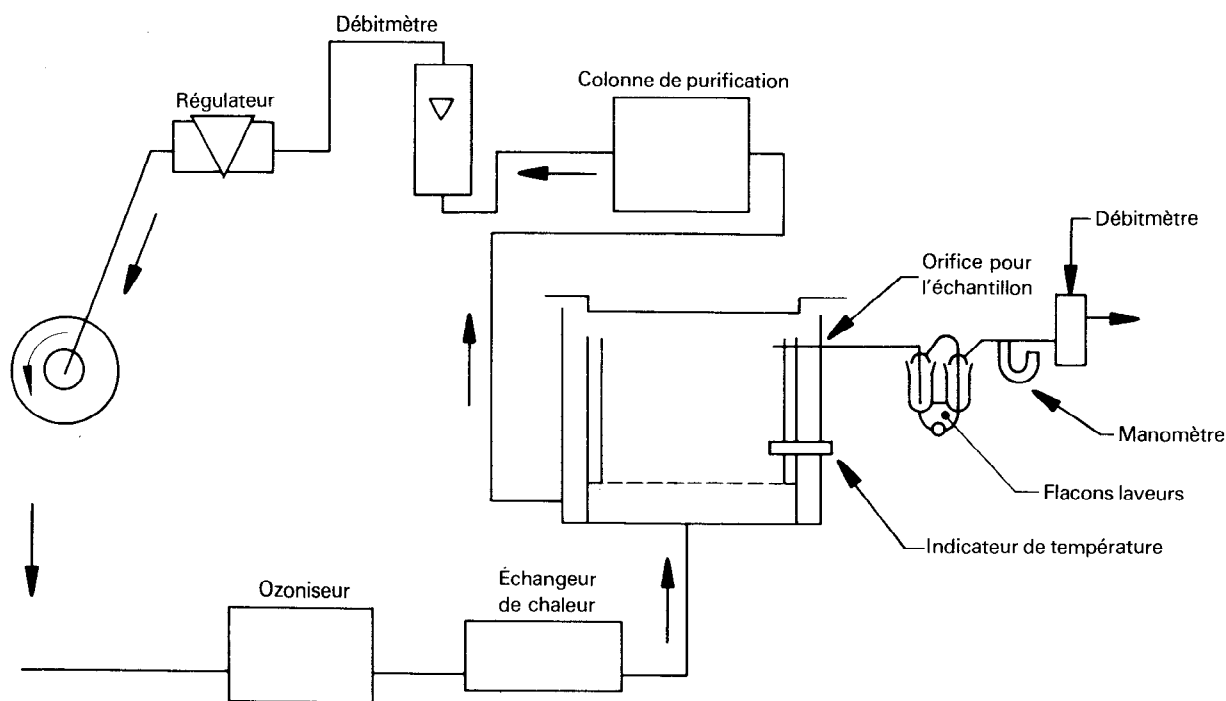 Débitmètre
Régulateur
Colonne de purification
Débitmètre
Orifice pour
l'échantillon
Manomètre
Flacons laveurs
Indicateur de température
Ozoniseur
Échangeur
de chaleur